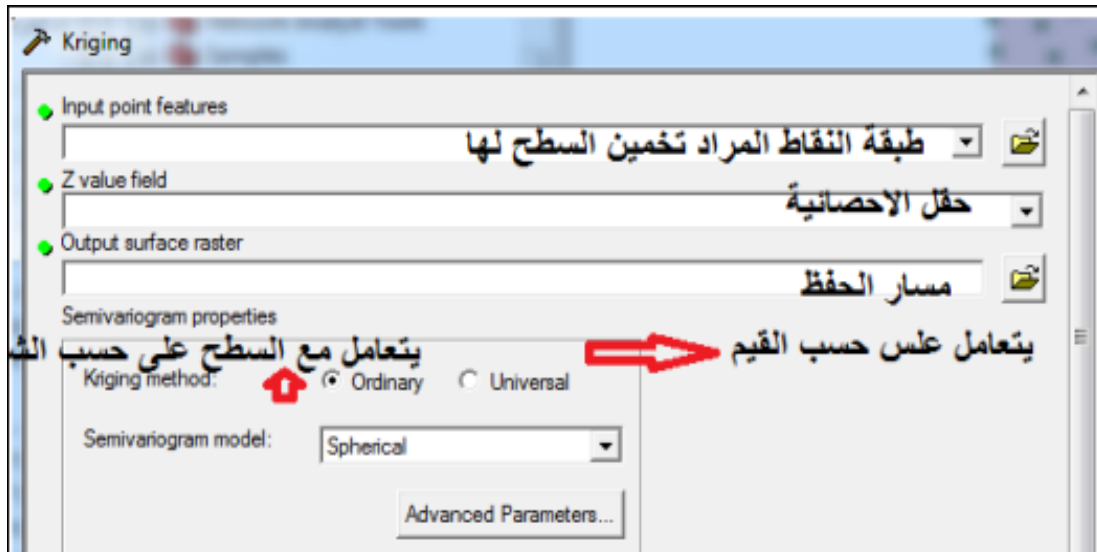 Kriging
Input point features
طبقة النقاط المراد تخمين السطح لها
Z value field
حقل الاحصائية
Output surface raster
مسار الحفظ
Semivariogram properties
يتعامل علس حسب القيم
يتعامل مع السطح على حسب
Kriging method:
Ordinary
Universal
Semivariogram model:
Spherical
Advanced Parameters...